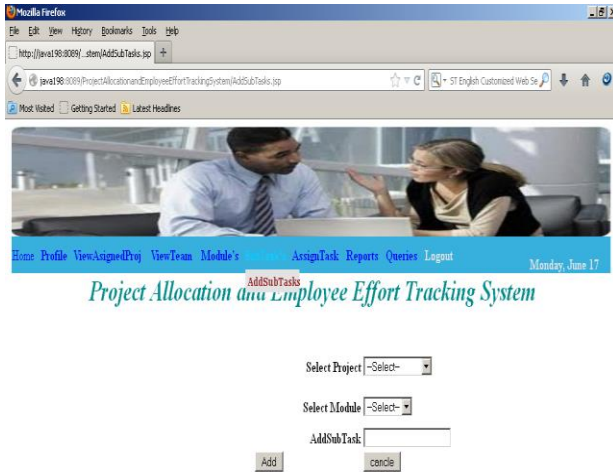 Mozilla Firefox
File Edit View History Bookmarks Tools Help
http://java198:8089/...stem/AddSubTasks.jsp +
java198:8089/ProjectAllocationandEmployeeEffortTrackingSystem/AddSubTasks.jsp ST English Customized Web Se
Most Visited Getting Started Latest Headlines
Home Profile ViewAsignedProj ViewTeam Module's AssignTask Reports Queries Logout
Monday, June 17
AddSubTasks
Project Allocation and Employee Effort Tracking System
Select Project --Select--
Select Module --Select--
AddSubTask
Add cancle